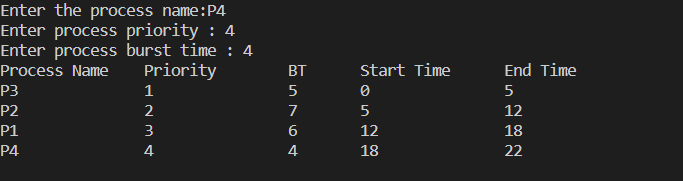 Enter the process name:P4
Enter process priority : 4
Enter process burst time : 4
Process Name Priority BT Start Time End Time
P3 1 5 0 5
P2 2 7 5 12
P1 3 6 12 18
P4 4 4 18 22